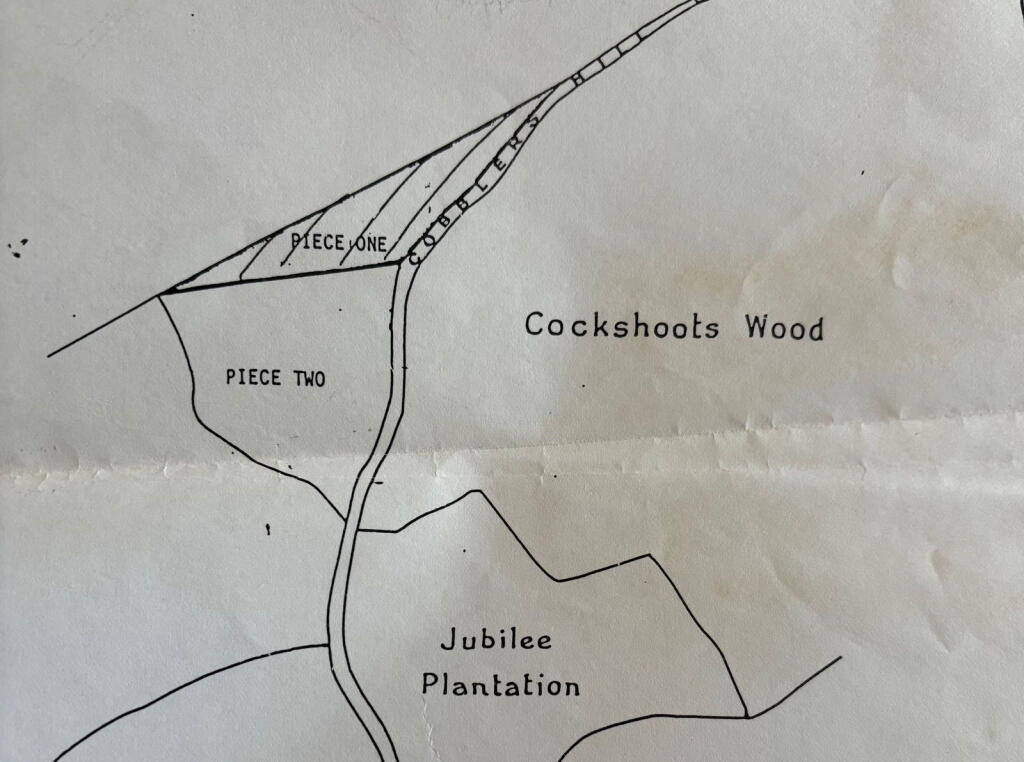 COBBLERS HILL
PIECE ONE
Cockshoots Wood
PIECE TWO
Jubilee
Plantation